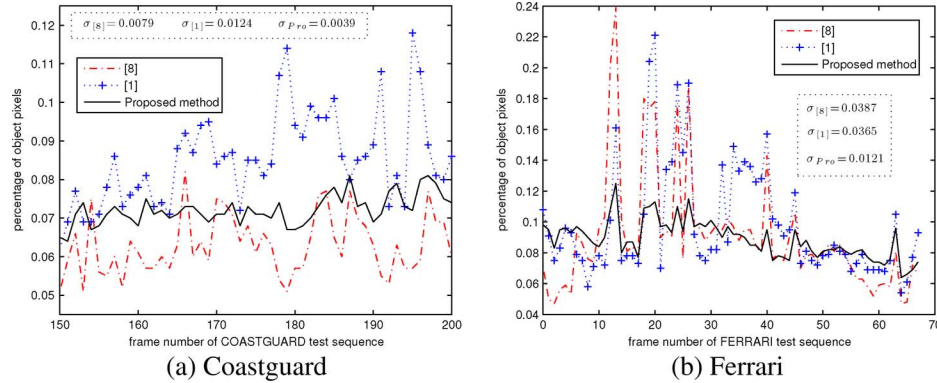 0.12
0.11
0.1
0.09
0.08
0.07
0.06
0.05
percentage of object pixels
σ[8] = 0.0079 σ[1] = 0.0124 σPro = 0.0039
[8]
[1]
Proposed method
150 160 170 180 190 200
frame number of COASTGUARD test sequence
(a) Coastguard
0.24
0.22
0.2
0.18
0.16
0.14
0.12
0.1
0.08
0.06
0.04
percentage of object pixels
[8]
[1]
Proposed method
σ[8] = 0.0387
σ[1] = 0.0365
σPro = 0.0121
0 10 20 30 40 50 60 70
frame number of FERRARI test sequence
(b) Ferrari